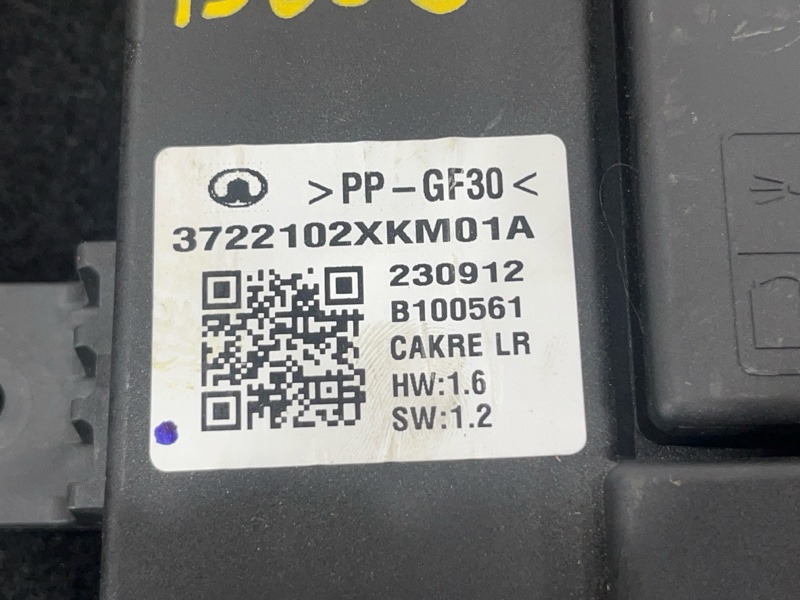 >PP-GF30<
3722102XKM01A
230912
B100561
CAKRE LR
HW:1.6
SW:1.2